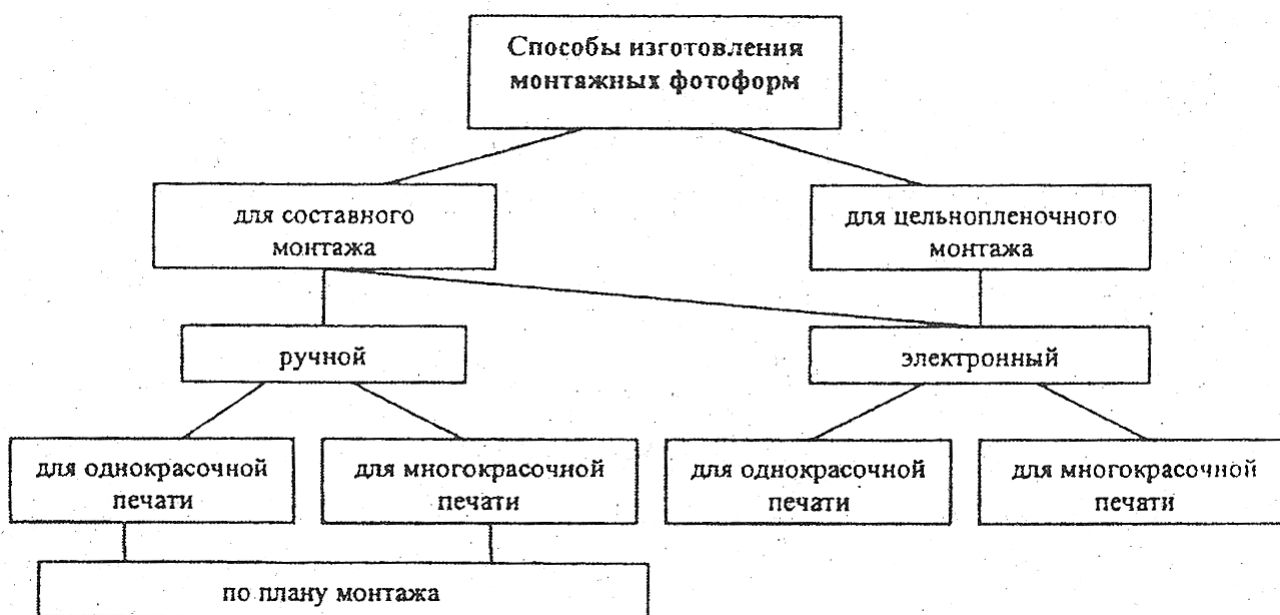 Способы изготовления
монтажных фотоформ
для составного
монтажа
для цельнопленочного
монтажа
ручной
электронный
для однокрасочной
печати
для многокрасочной
печати
для однокрасочной
печати
для многокрасочной
печати
по плану монтажа